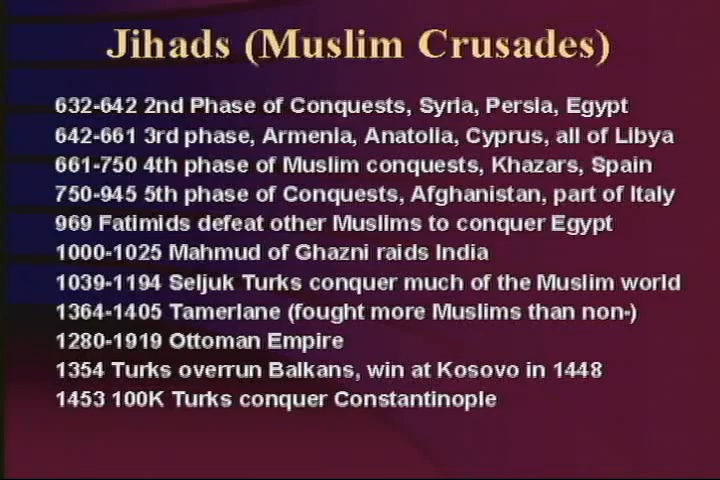 Jihads (Muslim Crusades)
632-642 2nd Phase of Conquests, Syria, Persia, Egypt
642-661 3rd phase, Armenia, Anatolia, Cyprus, all of Libya
661-750 4th phase of Muslim conquests, Khazars, Spain
750-945 5th phase of Conquests, Afghanistan, part of Italy
969 Fatimids defeat other Muslims to conquer Egypt
1000-1025 Mahmud of Ghazni raids India
1039-1194 Seljuk Turks conquer much of the Muslim world
1364-1405 Tamerlane (fought more Muslims than non-)
1280-1919 Ottoman Empire
1354 Turks overrun Balkans, win at Kosovo in 1448
1453 100K Turks conquer Constantinople